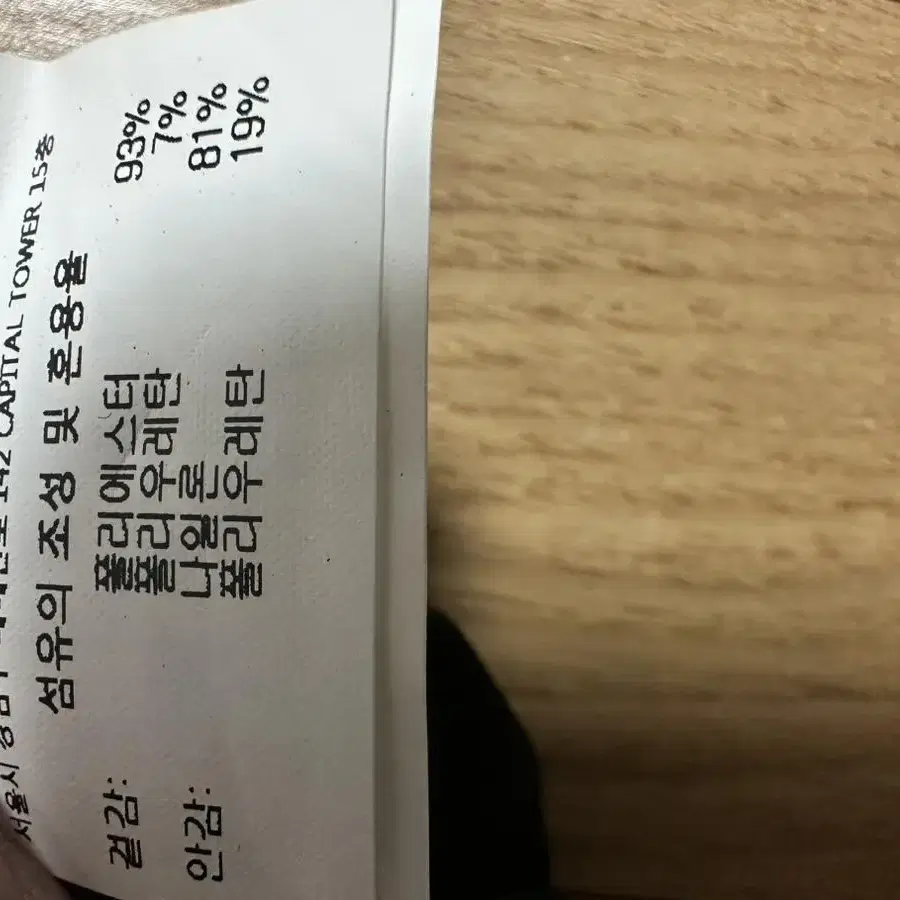 서울시 142 CAPITAL TOWER 15층
섬유의 조성 및 혼용율
겉감: 폴리에스터 93%
폴리우레탄 7%
안감: 나일론 81%
폴리우레탄 19%